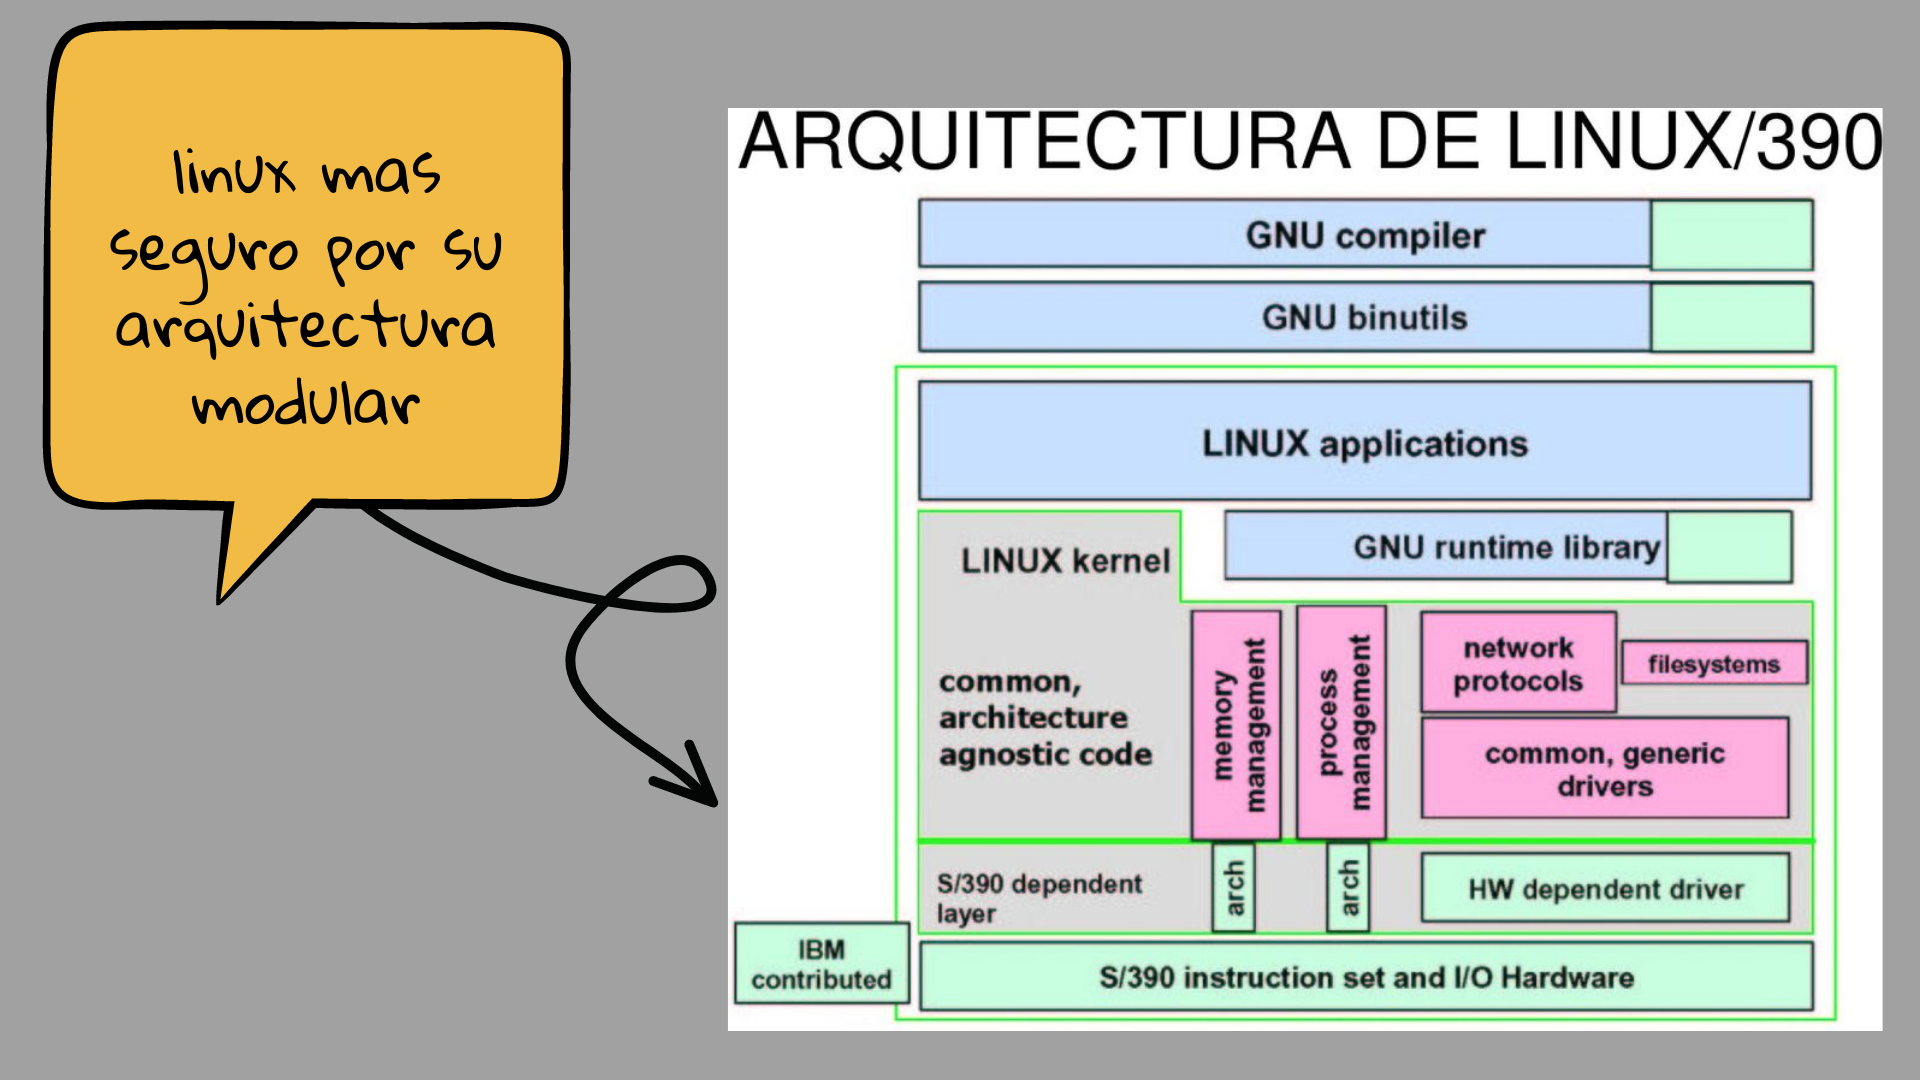 linux mas
seguro por su
arquitectura
modular
ARQUITECTURA DE LINUX/390
GNU compiler
GNU binutils
LINUX applications
LINUX kernel
GNU runtime library
common,
architecture
agnostic code
memory
management
process
management
network
protocols
filesystems
common, generic
drivers
S/390 dependent
layer
arch
arch
HW dependent driver
IBM
contributed
S/390 instruction set and I/O Hardware